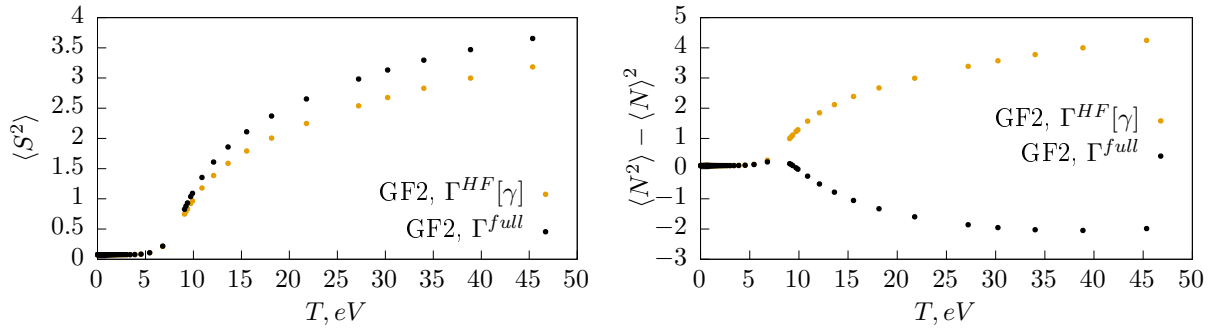 4
3.5
3
2.5
2
1.5
1
0.5
0
⟨S²⟩
GF2, Γ^{HF}[γ]
GF2, Γ^{full}
0 5 10 15 20 25 30 35 40 45 50
T, eV
5
4
3
2
1
0
−1
−2
−3
⟨N²⟩ − ⟨N⟩²
GF2, Γ^{HF}[γ]
GF2, Γ^{full}
0 5 10 15 20 25 30 35 40 45 50
T, eV